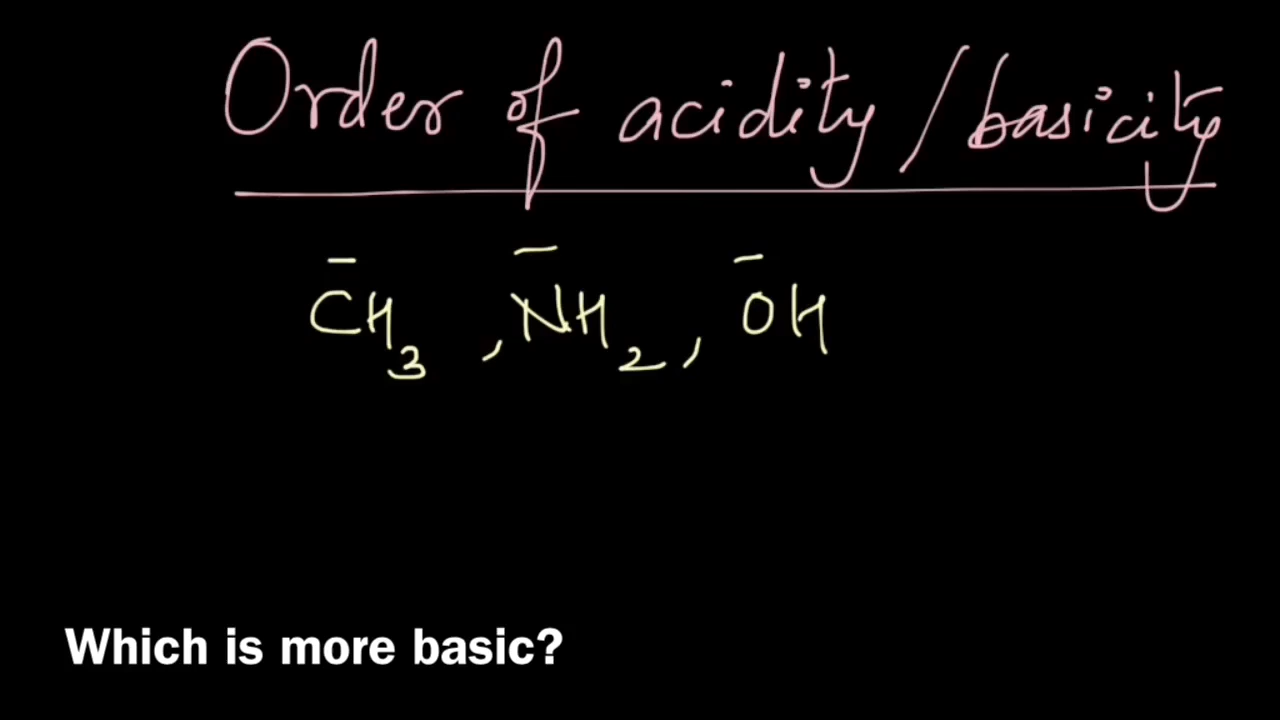 Order of acidity/basicity
C̄H₃, N̄H₂, ŌH
Which is more basic?